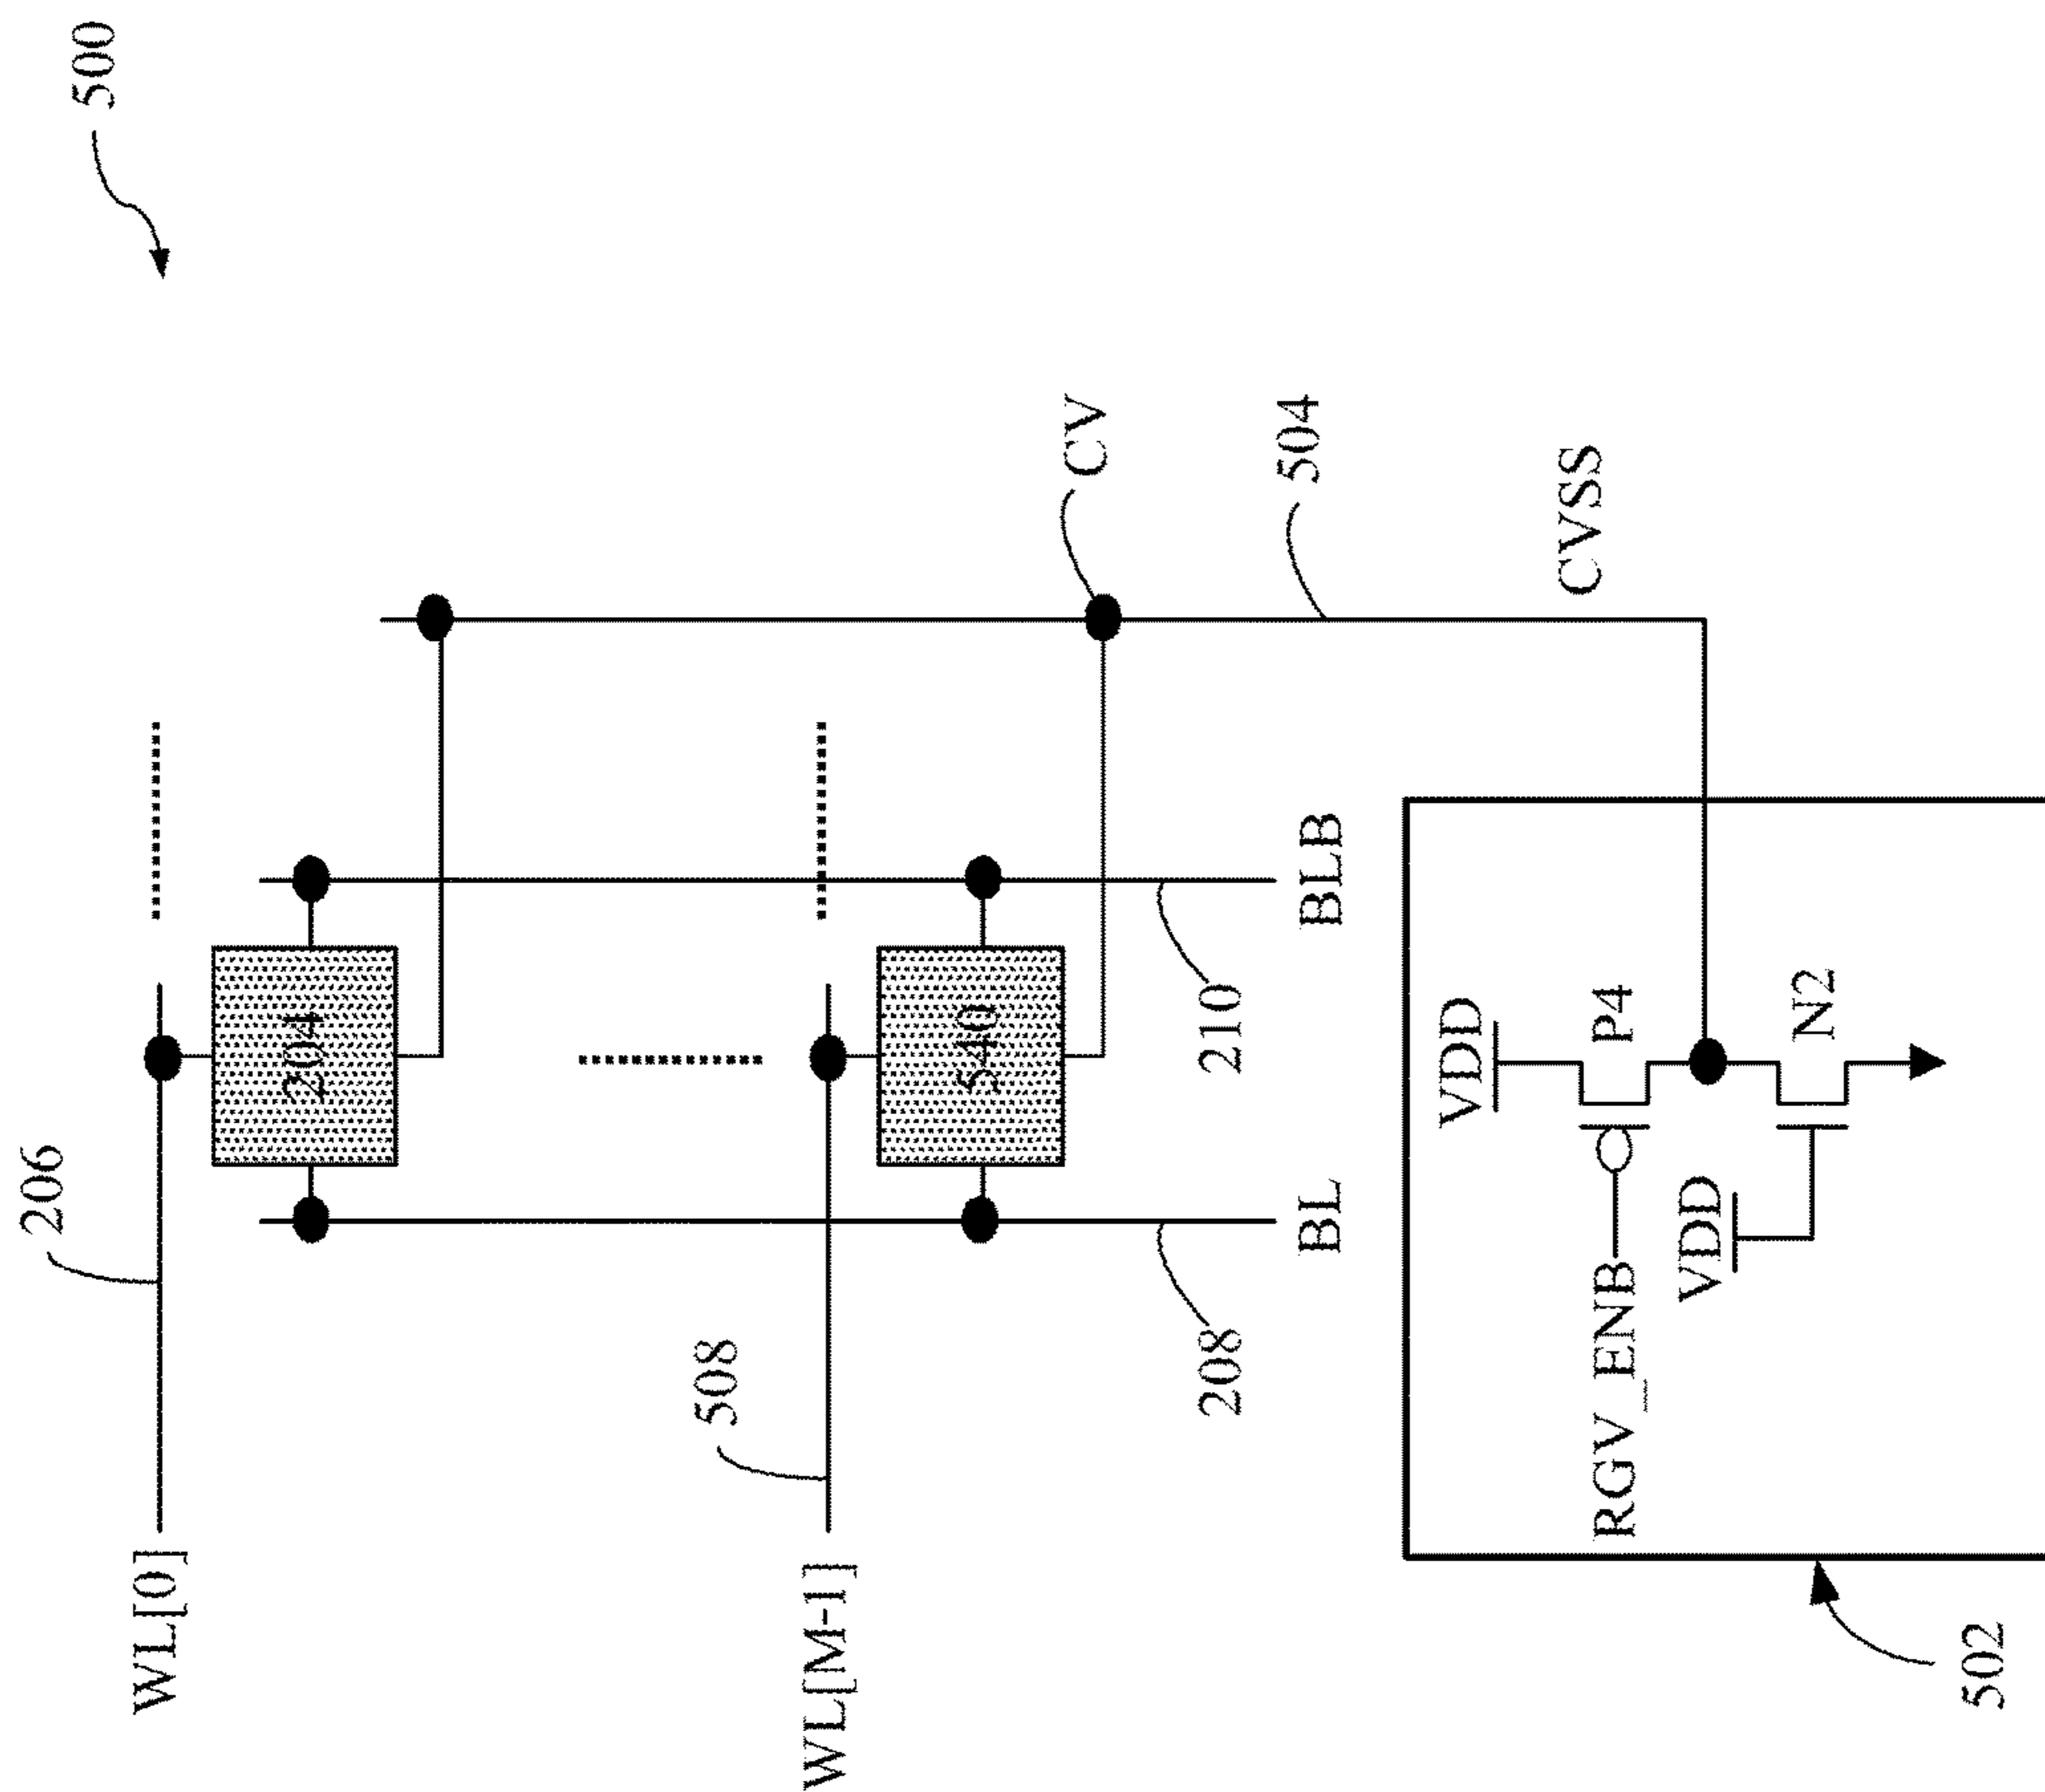 500
206
WL[0]
204
508
WL[M-1]
540
CV
504
CVSS
208
210
BL
BLB
VDD
P4
RGV_ENB
VDD
N2
502